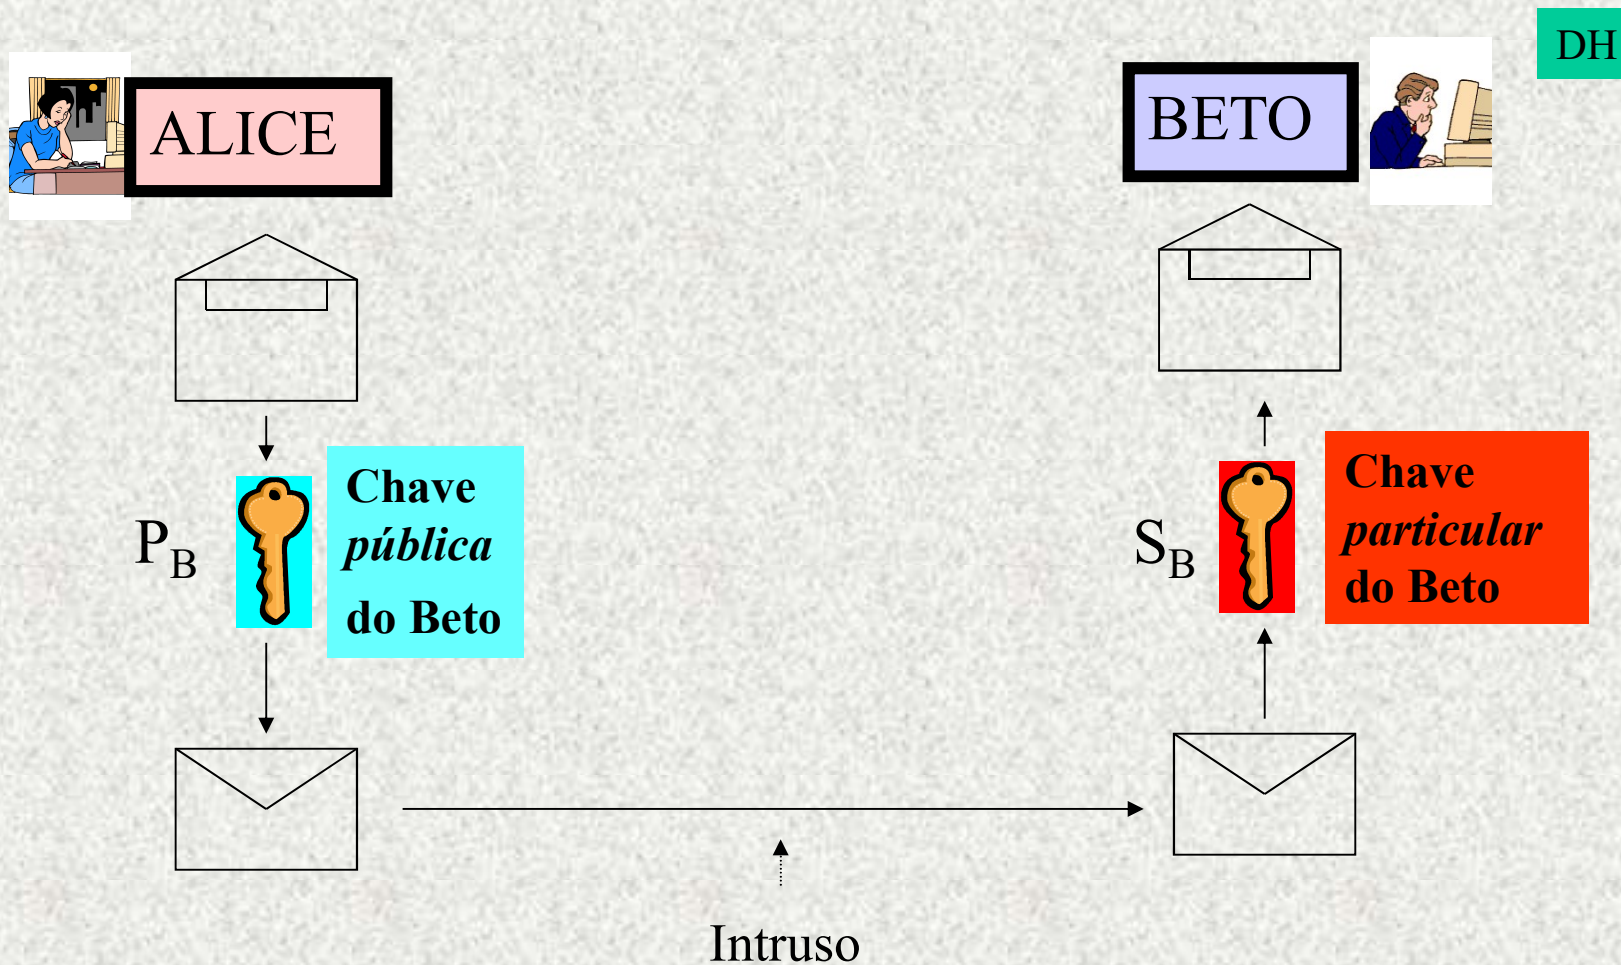 DH
ALICE
BETO
P_B
Chave
pública
do Beto
S_B
Chave
particular
do Beto
Intruso